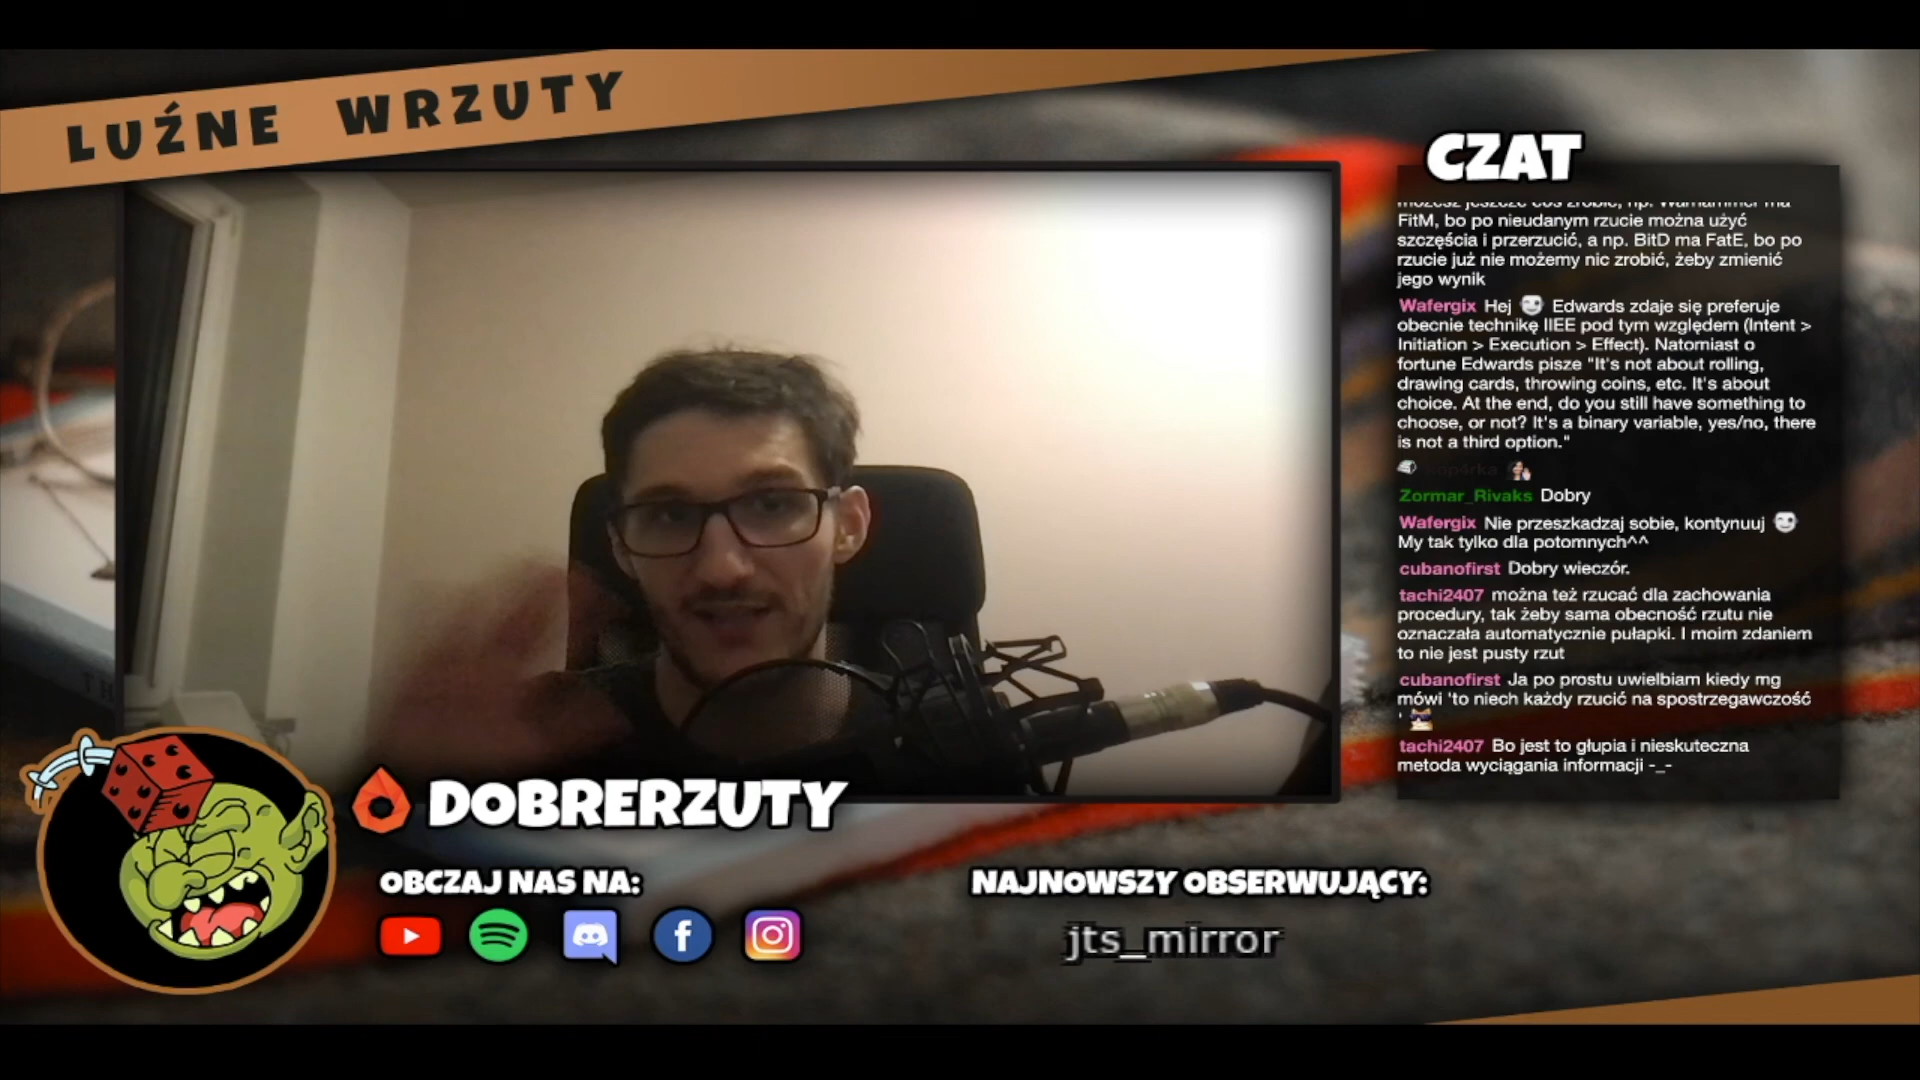 LUŹNE WRZUTY
CZAT
FitM, bo po nieudanym rzucie można użyć
szczęścia i przerzucić, a np. BitD ma FatE, bo po
rzucie już nie możemy nic zrobić, żeby zmienić
jego wynik
Wafergix Hej Edwards zdaje się preferuje
obecnie technikę IIEE pod tym względem (Intent >
Initiation > Execution > Effect). Natomiast o
fortune Edwards pisze "It's not about rolling,
drawing cards, throwing coins, etc. It's about
choice. At the end, do you still have something to
choose, or not? It's a binary variable, yes/no, there
is not a third option."
Zormar_Rivaks Dobry
Wafergix Nie przeszkadzaj sobie, kontynuuj
My tak tylko dla potomnych^^
cubanofirst Dobry wieczór.
tachi2407 można też rzucać dla zachowania
procedury, tak żeby sama obecność rzutu nie
oznaczała automatycznie pułapki. I moim zdaniem
to nie jest pusty rzut
cubanofirst Ja po prostu uwielbiam kiedy mg
mówi 'to niech każdy rzucić na spostrzegawczość
'
tachi2407 Bo jest to głupia i nieskuteczna
metoda wyciągania informacji -_-
DOBRERZUTY
OBCZAJ NAS NA:
NAJNOWSZY OBSERWUJĄCY:
jts_mirror